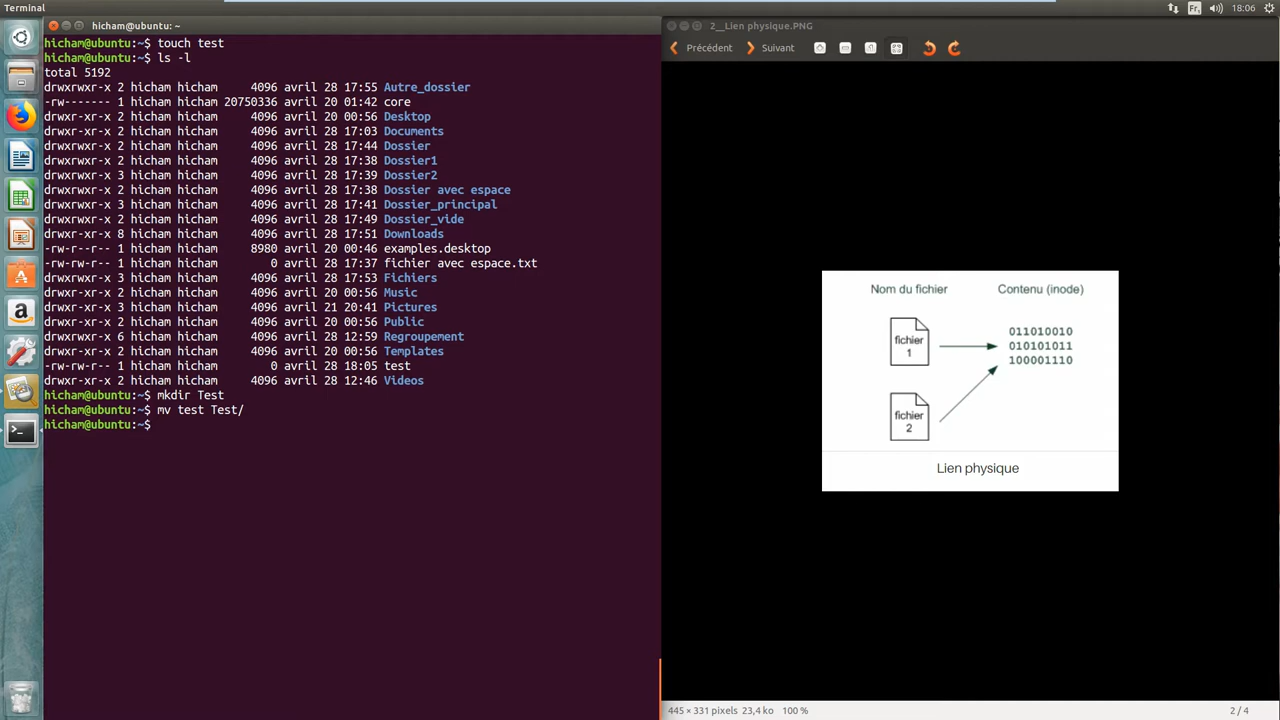 Terminal
Fr
18:06
hicham@ubuntu: ~
hicham@ubuntu:~$ touch test
hicham@ubuntu:~$ ls -l
total 5192
drwxrwxr-x 2 hicham hicham     4096 avril 28 17:55 Autre_dossier
-rw------- 1 hicham hicham 20750336 avril 20 01:42 core
drwxr-xr-x 2 hicham hicham     4096 avril 20 00:56 Desktop
drwxr-xr-x 2 hicham hicham     4096 avril 28 17:03 Documents
drwxrwxr-x 2 hicham hicham     4096 avril 28 17:44 Dossier
drwxrwxr-x 2 hicham hicham     4096 avril 28 17:38 Dossier1
drwxrwxr-x 3 hicham hicham     4096 avril 28 17:39 Dossier2
drwxrwxr-x 2 hicham hicham     4096 avril 28 17:38 Dossier avec espace
drwxrwxr-x 3 hicham hicham     4096 avril 28 17:41 Dossier_principal
drwxrwxr-x 2 hicham hicham     4096 avril 28 17:49 Dossier_vide
drwxr-xr-x 8 hicham hicham     4096 avril 28 17:51 Downloads
-rw-r--r-- 1 hicham hicham     8980 avril 20 00:46 examples.desktop
-rw-rw-r-- 1 hicham hicham        0 avril 28 17:37 fichier avec espace.txt
drwxrwxr-x 3 hicham hicham     4096 avril 28 17:53 Fichiers
drwxr-xr-x 2 hicham hicham     4096 avril 20 00:56 Music
drwxr-xr-x 3 hicham hicham     4096 avril 21 20:41 Pictures
drwxr-xr-x 2 hicham hicham     4096 avril 20 00:56 Public
drwxrwxr-x 6 hicham hicham     4096 avril 28 12:59 Regroupement
drwxr-xr-x 2 hicham hicham     4096 avril 20 00:56 Templates
-rw-rw-r-- 1 hicham hicham        0 avril 28 18:05 test
drwxr-xr-x 2 hicham hicham     4096 avril 28 12:46 Videos
hicham@ubuntu:~$ mkdir Test
hicham@ubuntu:~$ mv test Test/
hicham@ubuntu:~$
2__Lien physique.PNG
Précédent
Suivant
Nom du fichier
Contenu (inode)
fichier
1
011010010
010101011
100001110
fichier
2
Lien physique
445 × 331 pixels 23,4 ko 100 %
2 / 4